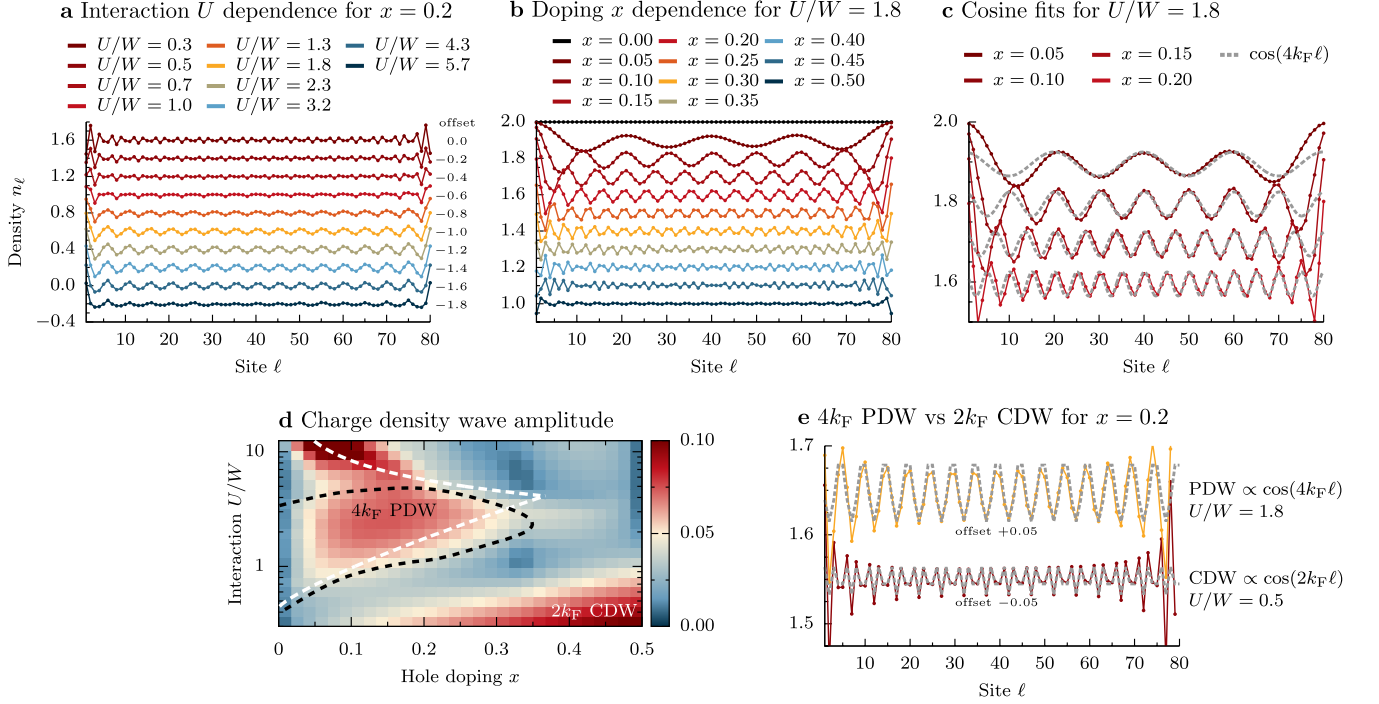 a Interaction U dependence for x = 0.2
U/W = 0.3
U/W = 0.5
U/W = 0.7
U/W = 1.0
U/W = 1.3
U/W = 1.8
U/W = 2.3
U/W = 3.2
U/W = 4.3
U/W = 5.7
Density nℓ
1.6
1.2
0.8
0.4
0.0
−0.4
offset
0.0
−0.2
−0.4
−0.6
−0.8
−1.0
−1.2
−1.4
−1.6
−1.8
10 20 30 40 50 60 70 80
Site ℓ
b Doping x dependence for U/W = 1.8
x = 0.00
x = 0.05
x = 0.10
x = 0.15
x = 0.20
x = 0.25
x = 0.30
x = 0.35
x = 0.40
x = 0.45
x = 0.50
2.0
1.8
1.6
1.4
1.2
1.0
10 20 30 40 50 60 70 80
Site ℓ
c Cosine fits for U/W = 1.8
x = 0.05
x = 0.10
x = 0.15
x = 0.20
cos(4kFℓ)
2.0
1.8
1.6
10 20 30 40 50 60 70 80
Site ℓ
d Charge density wave amplitude
Interaction U/W
10
1
4kF PDW
2kF CDW
0 0.1 0.2 0.3 0.4 0.5
Hole doping x
0.10
0.05
0.00
e 4kF PDW vs 2kF CDW for x = 0.2
1.7
1.6
1.5
offset +0.05
offset −0.05
PDW ∝ cos(4kFℓ)
U/W = 1.8
CDW ∝ cos(2kFℓ)
U/W = 0.5
10 20 30 40 50 60 70 80
Site ℓ